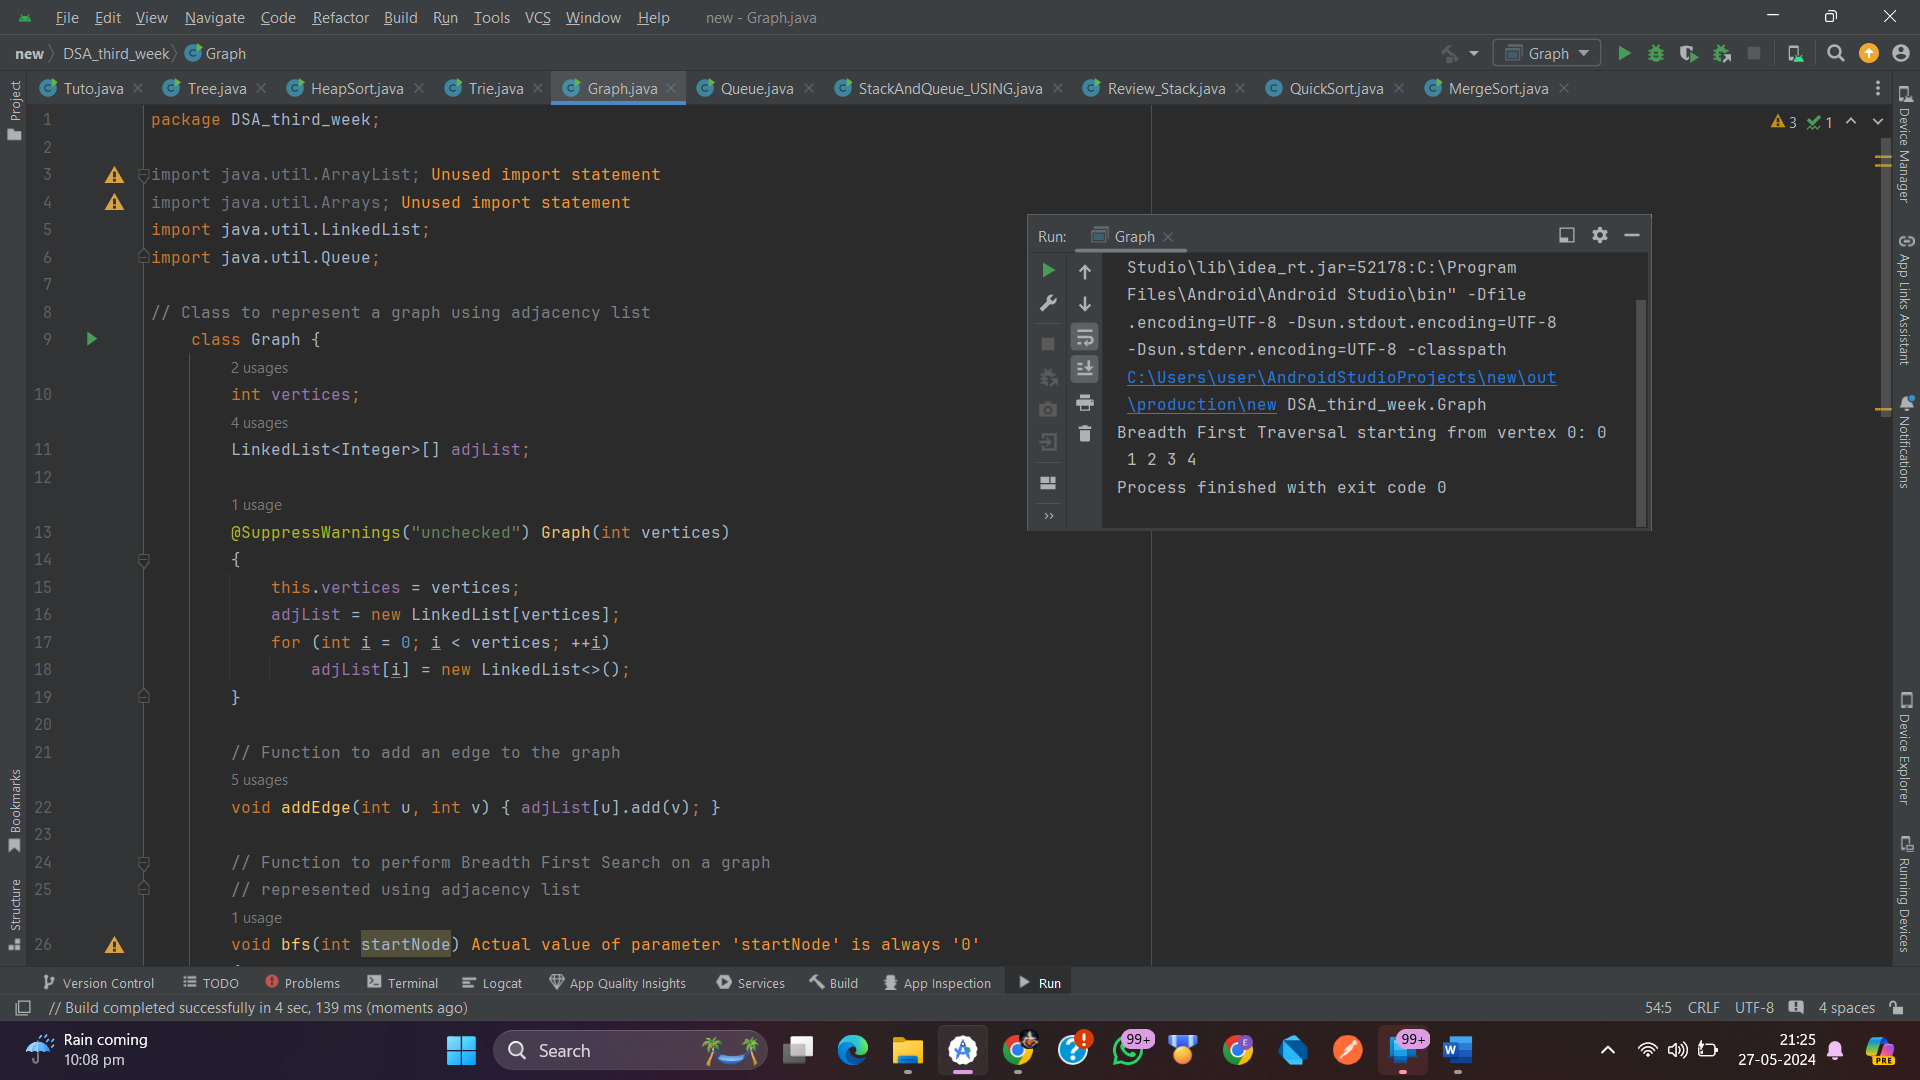 File Edit View Navigate Code Refactor Build Run Tools VCS Window Help new - Graph.java
new DSA_third_week Graph
Graph
Tuto.java Tree.java HeapSort.java Trie.java Graph.java Queue.java StackAndQueue_USING.java Review_Stack.java QuickSort.java MergeSort.java
Project
Bookmarks
Structure
3 1
1 package DSA_third_week;
2
3 import java.util.ArrayList; Unused import statement
4 import java.util.Arrays; Unused import statement
5 import java.util.LinkedList;
6 import java.util.Queue;
7
8 // Class to represent a graph using adjacency list
9 class Graph {
2 usages
10 int vertices;
4 usages
11 LinkedList<Integer>[] adjList;
12
1 usage
13 @SuppressWarnings("unchecked") Graph(int vertices)
14 {
15 this.vertices = vertices;
16 adjList = new LinkedList[vertices];
17 for (int i = 0; i < vertices; ++i)
18 adjList[i] = new LinkedList<>();
19 }
20
21 // Function to add an edge to the graph
5 usages
22 void addEdge(int u, int v) { adjList[u].add(v); }
23
24 // Function to perform Breadth First Search on a graph
25 // represented using adjacency list
1 usage
26 void bfs(int startNode) Actual value of parameter 'startNode' is always '0'
Run: Graph
Studio\lib\idea_rt.jar=52178:C:\Program
Files\Android\Android Studio\bin" -Dfile
.encoding=UTF-8 -Dsun.stdout.encoding=UTF-8
-Dsun.stderr.encoding=UTF-8 -classpath
C:\Users\user\AndroidStudioProjects\new\out
\production\new DSA_third_week.Graph
Breadth First Traversal starting from vertex 0: 0
1 2 3 4
Process finished with exit code 0
Device Manager
App Links Assistant
Notifications
Device Explorer
Running Devices
Version Control TODO Problems Terminal Logcat App Quality Insights Services Build App Inspection Run
// Build completed successfully in 4 sec, 139 ms (moments ago) 54:5 CRLF UTF-8 4 spaces
Rain coming
10:08 pm
Search
99+
E
99+
W
21:25
27-05-2024
PRE